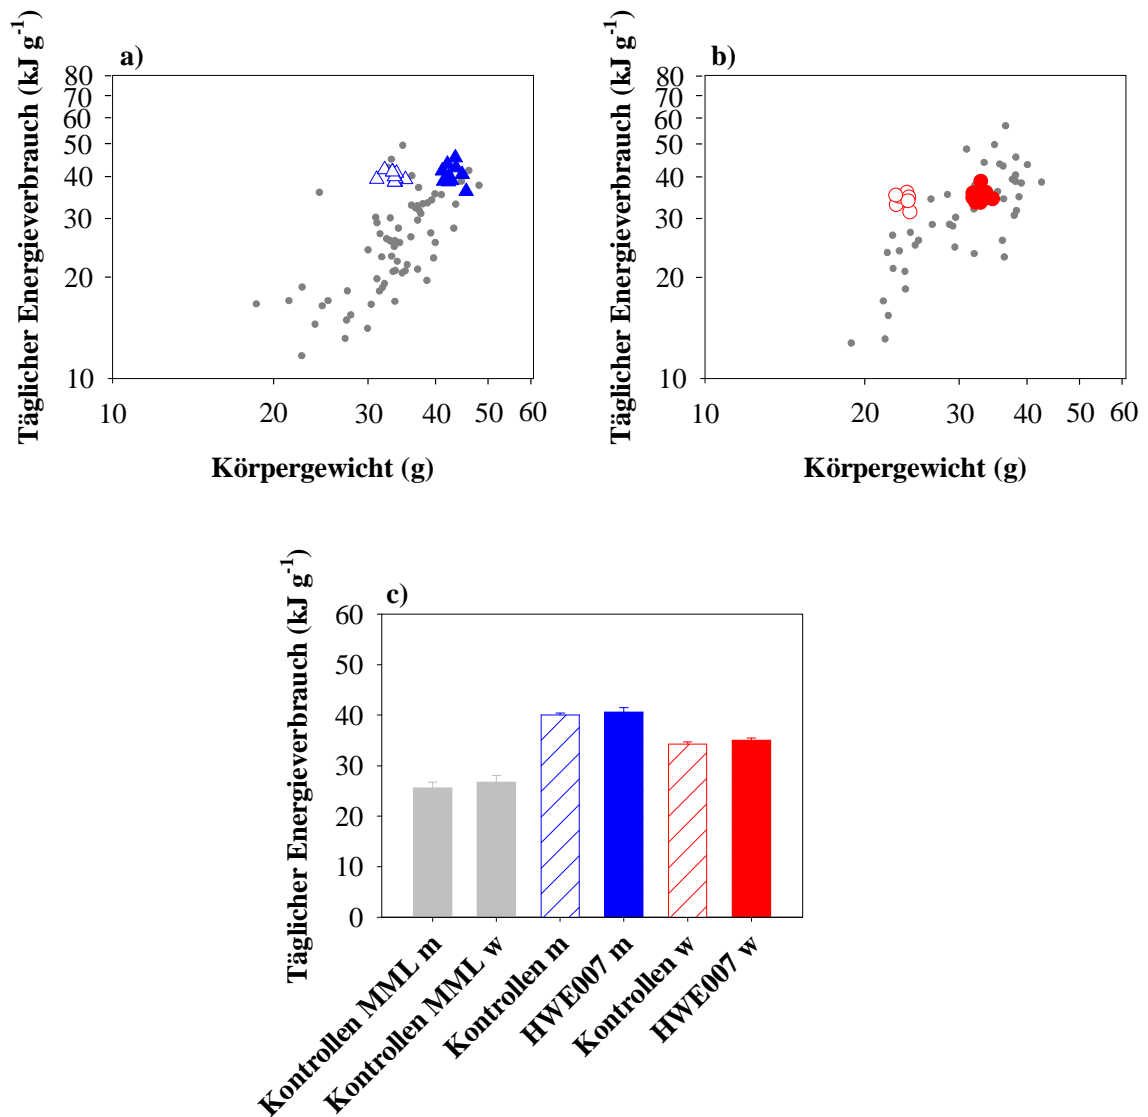 a)
Täglicher Energieverbrauch (kJ g⁻¹)
80
70
60
50
40
30
20
10
10
20
30
40
50
60
Körpergewicht (g)
b)
Täglicher Energieverbrauch (kJ g⁻¹)
80
70
60
50
40
30
20
10
10
20
30
40
50
60
Körpergewicht (g)
c)
Täglicher Energieverbrauch (kJ g⁻¹)
60
50
40
30
20
10
0
Kontrollen MML m
Kontrollen MML w
Kontrollen m
HWE007 m
Kontrollen w
HWE007 w